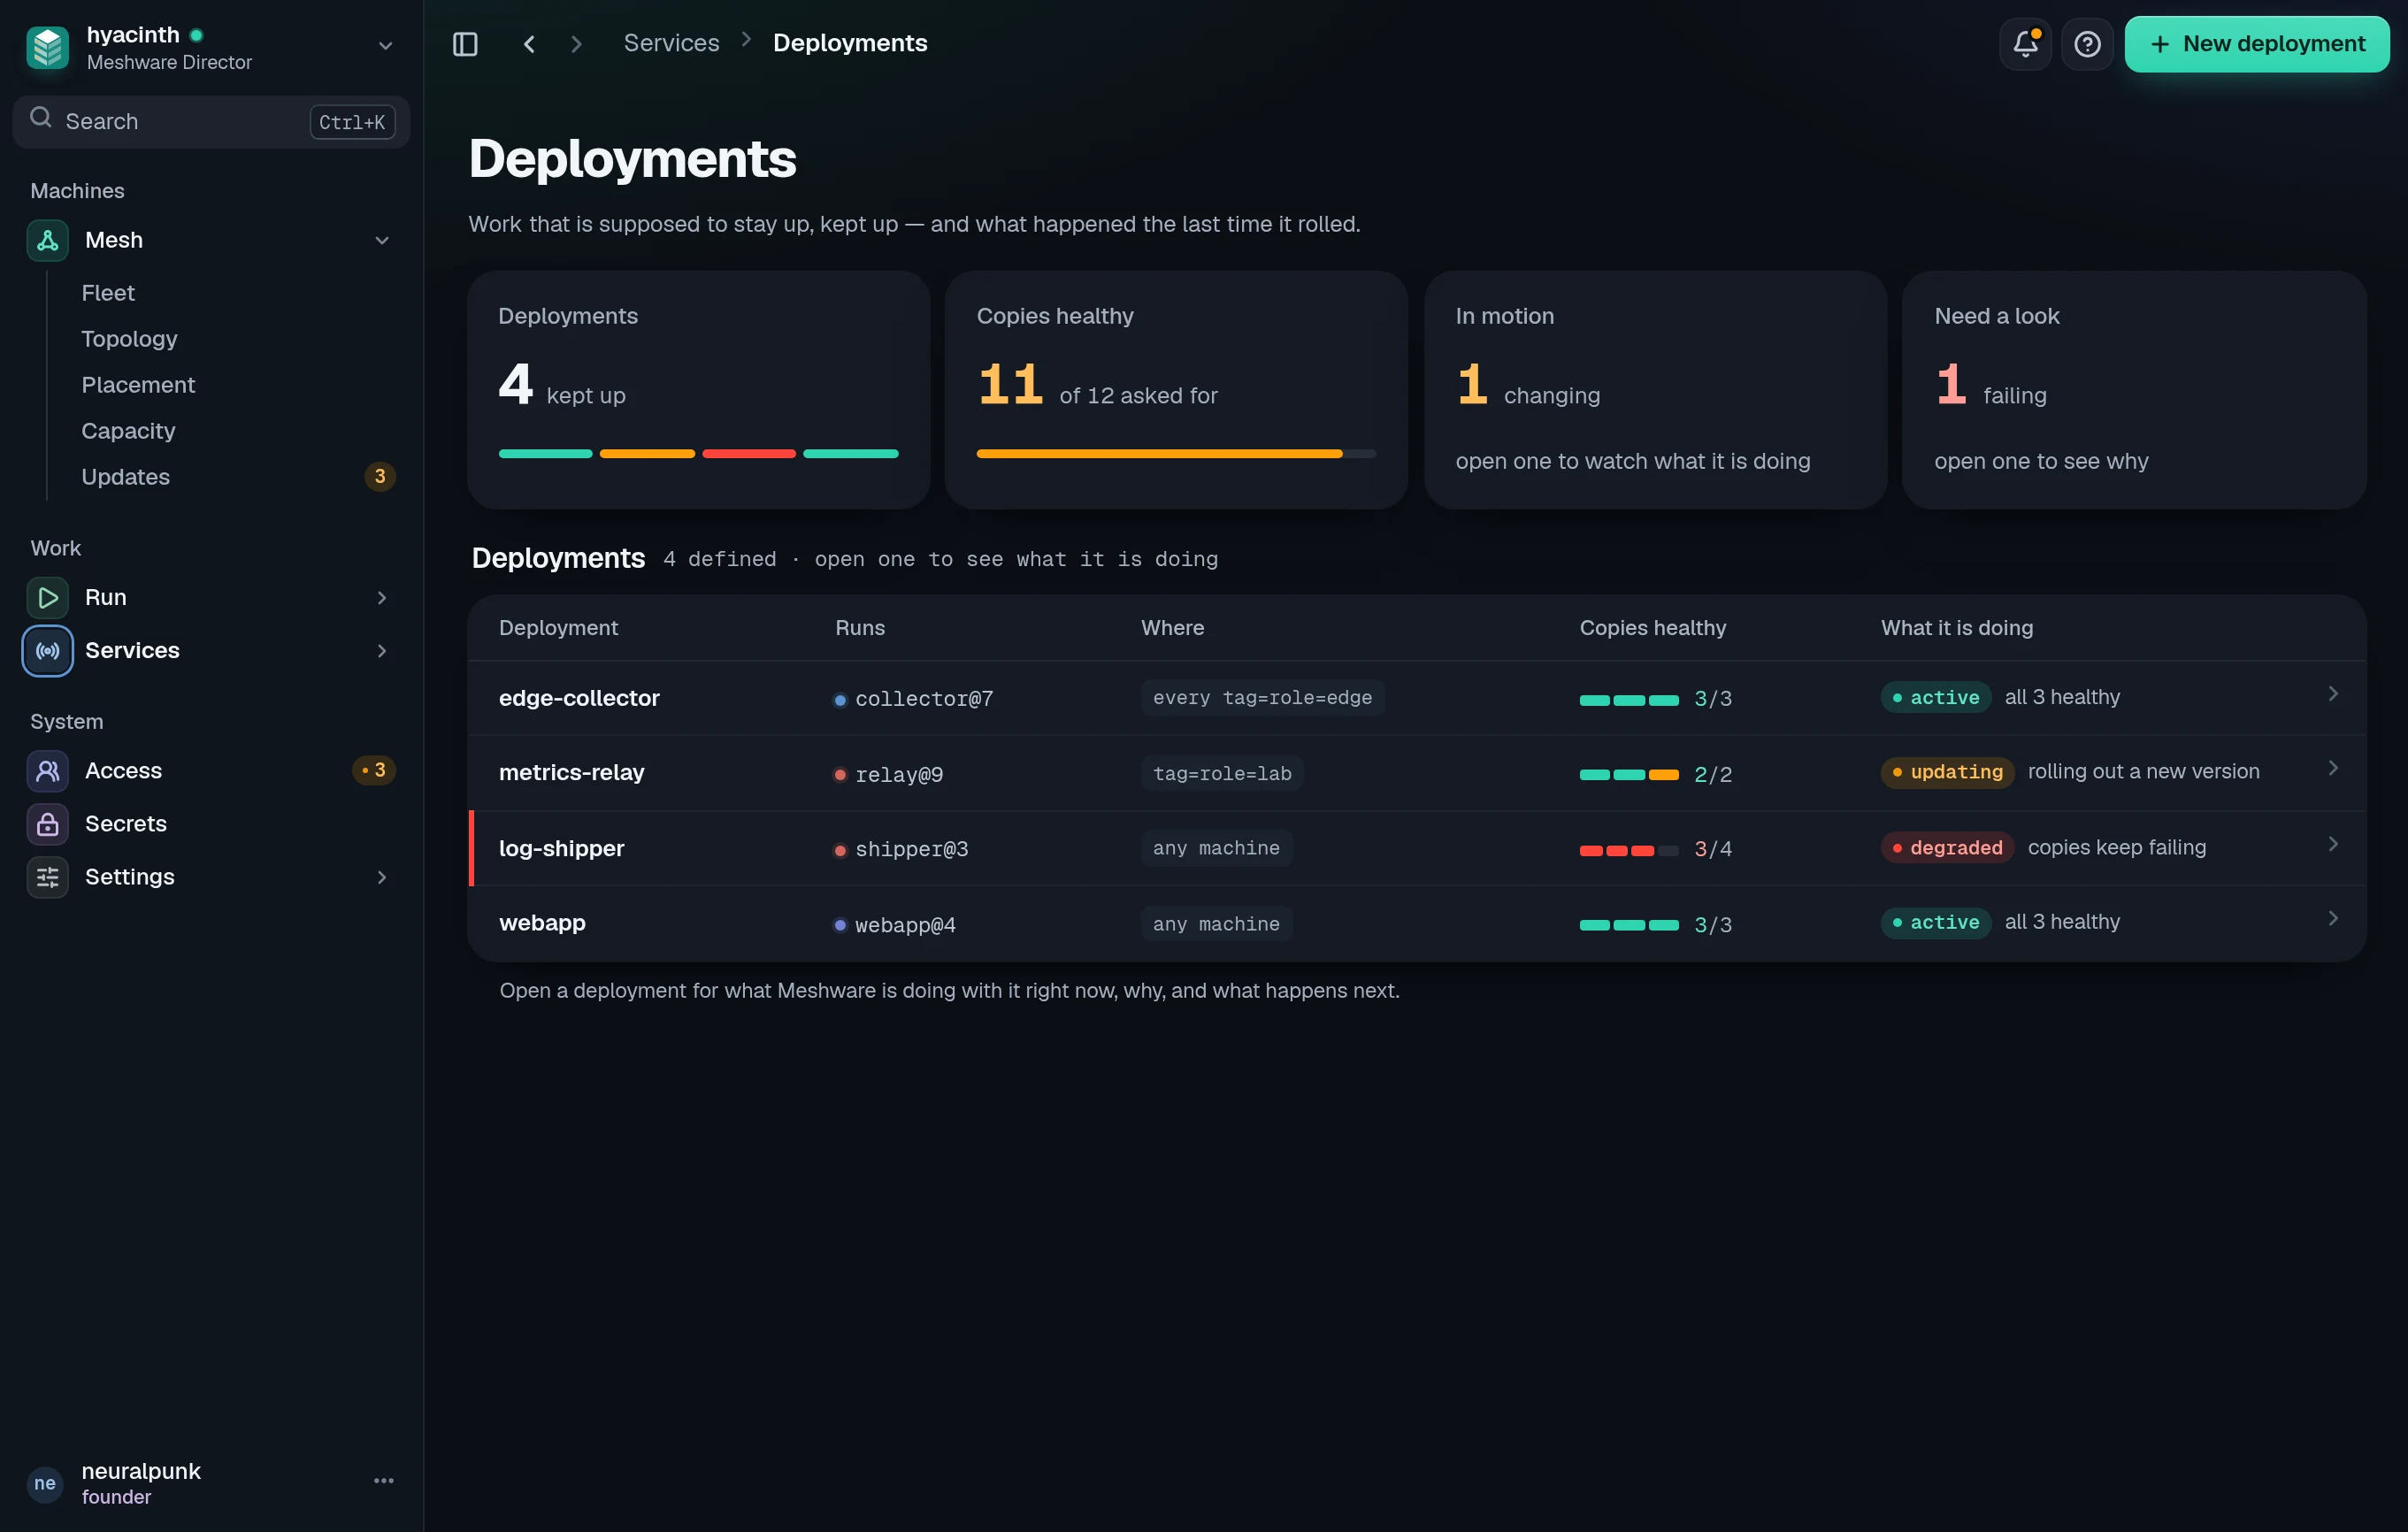 hyacinth
Meshware Director
Search Ctrl+K
Machines
Mesh
Fleet
Topology
Placement
Capacity
Updates 3
Work
Run
Services
System
Access 3
Secrets
Settings
ne neuralpunk
founder
Services Deployments
New deployment
Deployments
Work that is supposed to stay up, kept up — and what happened the last time it rolled.
Deployments
4 kept up
Copies healthy
11 of 12 asked for
In motion
1 changing
open one to watch what it is doing
Need a look
1 failing
open one to see why
Deployments 4 defined · open one to see what it is doing
Deployment Runs Where Copies healthy What it is doing
edge-collector collector@7 every tag=role=edge 3/3 active all 3 healthy
metrics-relay relay@9 tag=role=lab 2/2 updating rolling out a new version
log-shipper shipper@3 any machine 3/4 degraded copies keep failing
webapp webapp@4 any machine 3/3 active all 3 healthy
Open a deployment for what Meshware is doing with it right now, why, and what happens next.